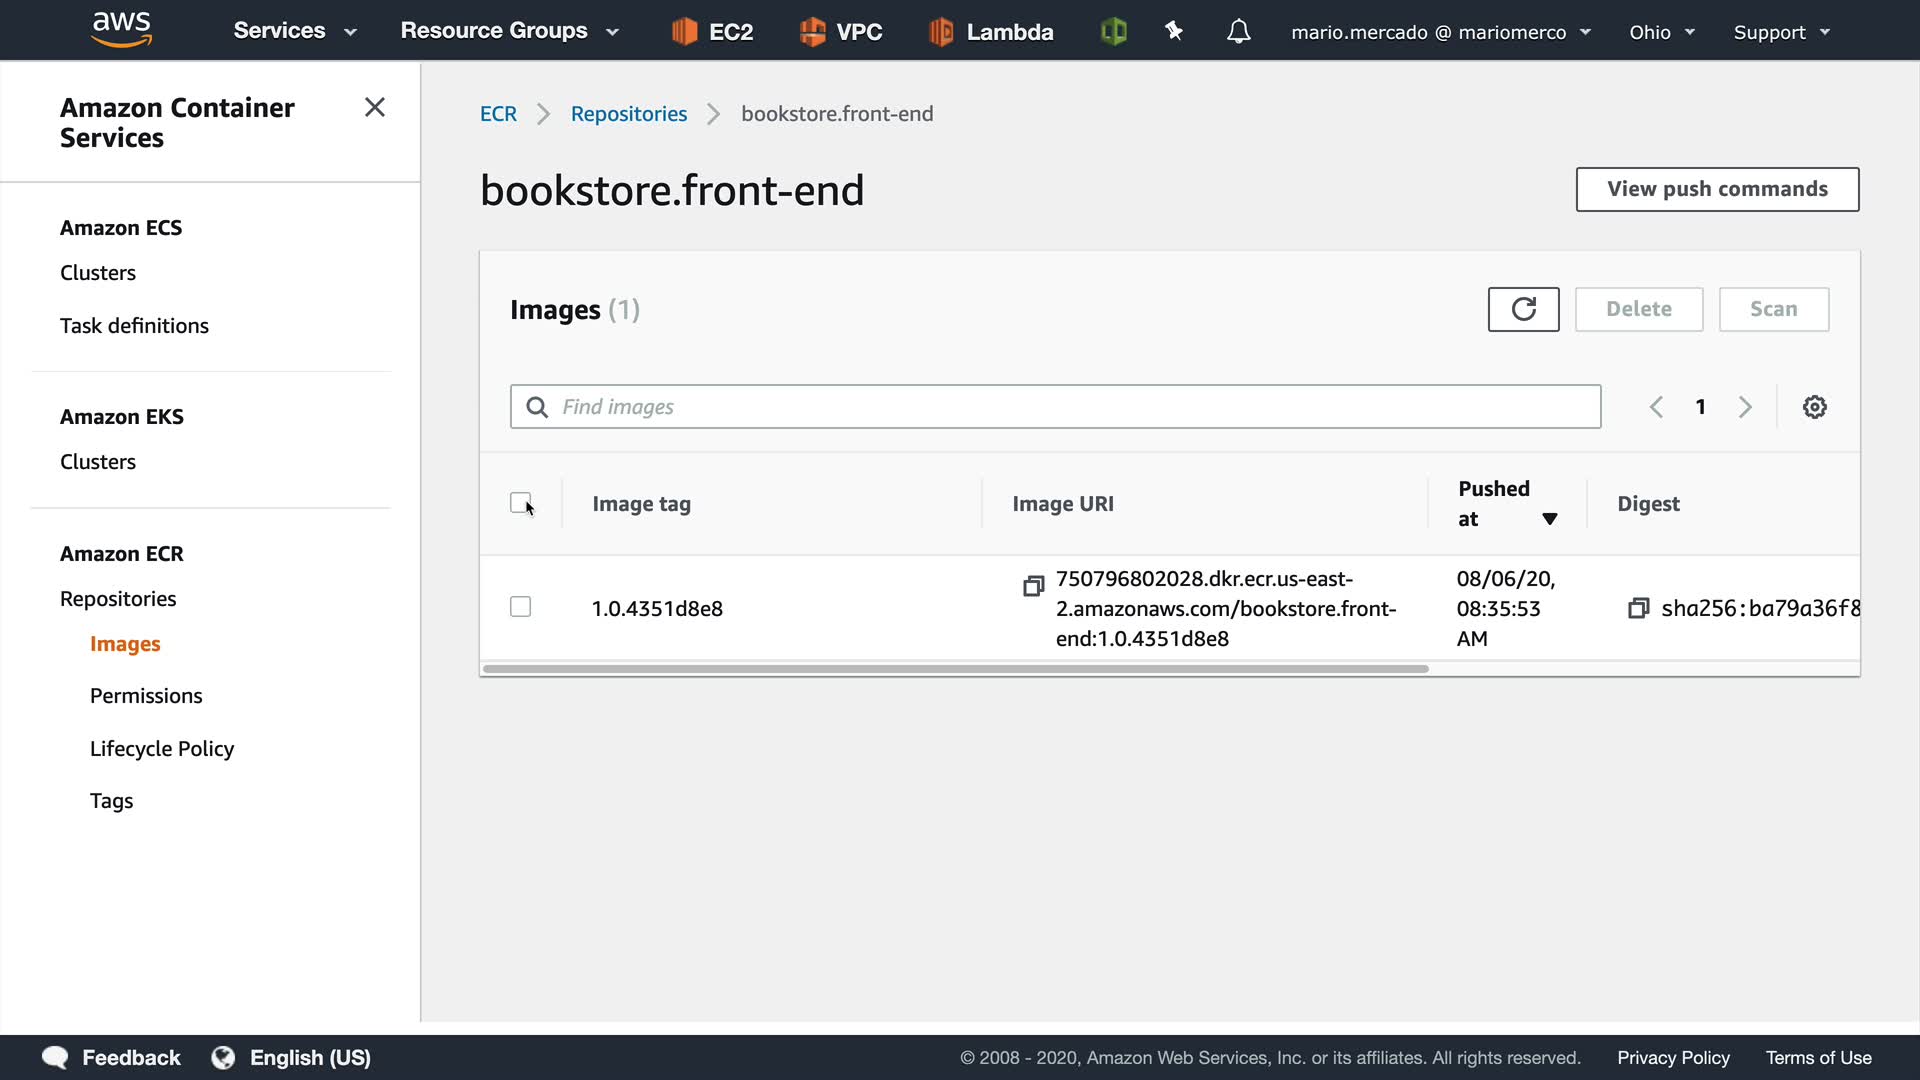 aws Services Resource Groups EC2 VPC Lambda mario.mercado @ mariomerco Ohio Support
Amazon Container
Services
Amazon ECS
Clusters
Task definitions
Amazon EKS
Clusters
Amazon ECR
Repositories
Images
Permissions
Lifecycle Policy
Tags
ECR Repositories bookstore.front-end
bookstore.front-end
View push commands
Images (1)
Delete Scan
Find images
1
Image tag Image URI Pushed at Digest
1.0.4351d8e8
750796802028.dkr.ecr.us-east-
2.amazonaws.com/bookstore.front-
end:1.0.4351d8e8
08/06/20,
08:35:53
AM
sha256:ba79a36f8
Feedback English (US) © 2008 - 2020, Amazon Web Services, Inc. or its affiliates. All rights reserved. Privacy Policy Terms of Use